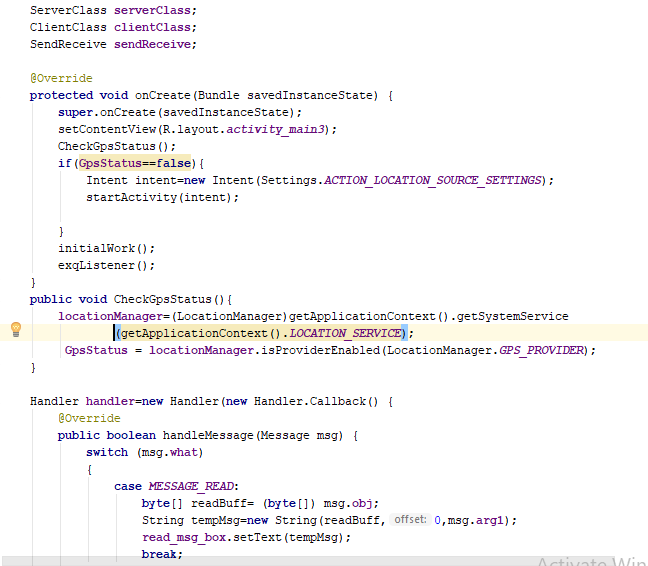 ServerClass serverClass;
ClientClass clientClass;
SendReceive sendReceive;
@Override
protected void onCreate(Bundle savedInstanceState) {
super.onCreate(savedInstanceState);
setContentView(R.layout.activity_main3);
CheckGpsStatus();
if(GpsStatus==false){
Intent intent=new Intent(Settings.ACTION_LOCATION_SOURCE_SETTINGS);
startActivity(intent);
}
initialWork();
exqListener();
}
public void CheckGpsStatus(){
locationManager=(LocationManager)getApplicationContext().getSystemService
(getApplicationContext().LOCATION_SERVICE);
GpsStatus = locationManager.isProviderEnabled(LocationManager.GPS_PROVIDER);
}
Handler handler=new Handler(new Handler.Callback() {
@Override
public boolean handleMessage(Message msg) {
switch (msg.what)
{
case MESSAGE_READ:
byte[] readBuff= (byte[]) msg.obj;
String tempMsg=new String(readBuff, offset: 0,msg.arg1);
read_msg_box.setText(tempMsg);
break;
Activate Win